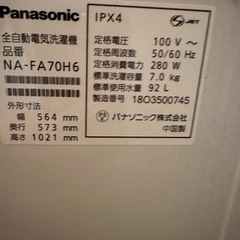 Panasonic
全自動電気洗濯機
品番
NA-FA70H6
外形寸法
幅 564 mm
奥行 573 mm
高さ 1021 mm
IPX4
S JET
定格電圧 100 V ～
定格周波数 50/60 Hz
定格消費電力 280 W
標準洗濯容量 7.0 kg
標準使用水量 92 L
製造番号 18O3500745
パナソニック株式会社
中国製